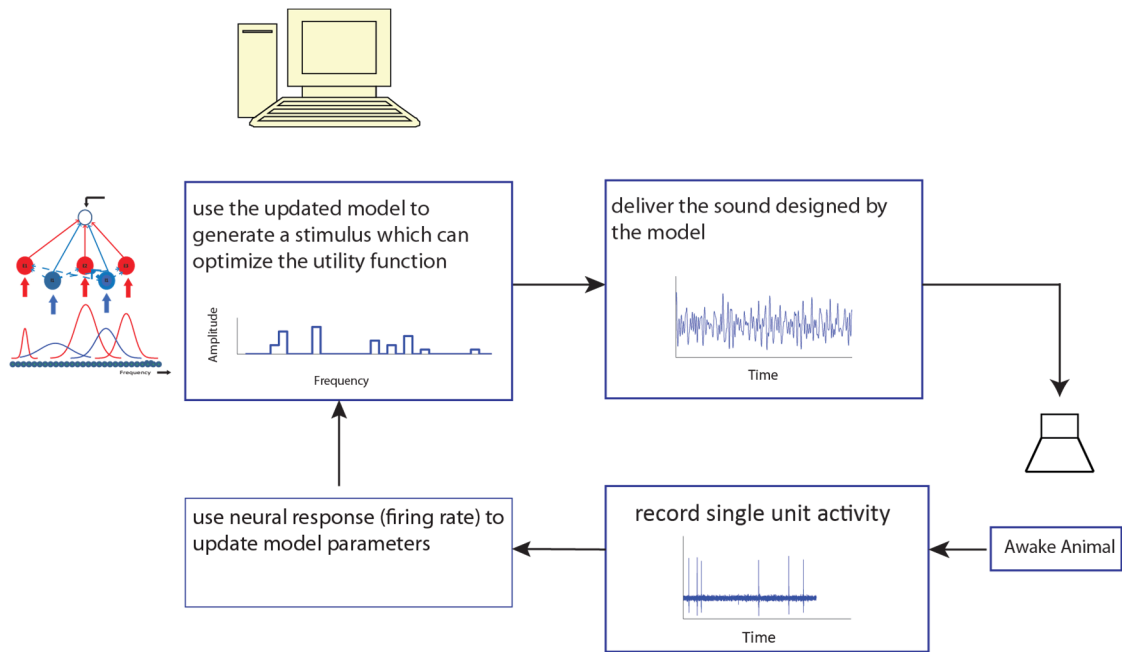 use the updated model to
generate a stimulus which can
optimize the utility function
Amplitude
Frequency
deliver the sound designed by
the model
Time
Frequency
use neural response (firing rate) to
update model parameters
record single unit activity
Time
Awake Animal